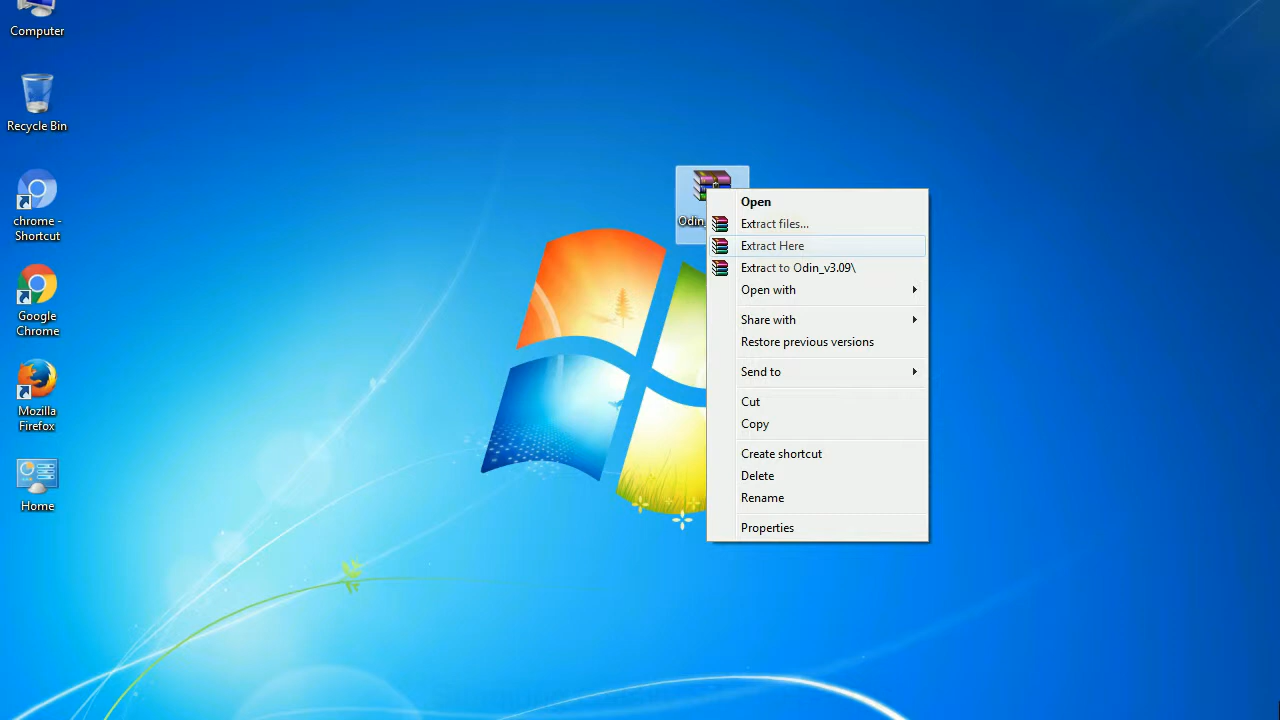 Computer
Recycle Bin
chrome -
Shortcut
Google
Chrome
Mozilla
Firefox
Home
Open
Extract files...
Extract Here
Extract to Odin_v3.09\
Open with
Share with
Restore previous versions
Send to
Cut
Copy
Create shortcut
Delete
Rename
Properties